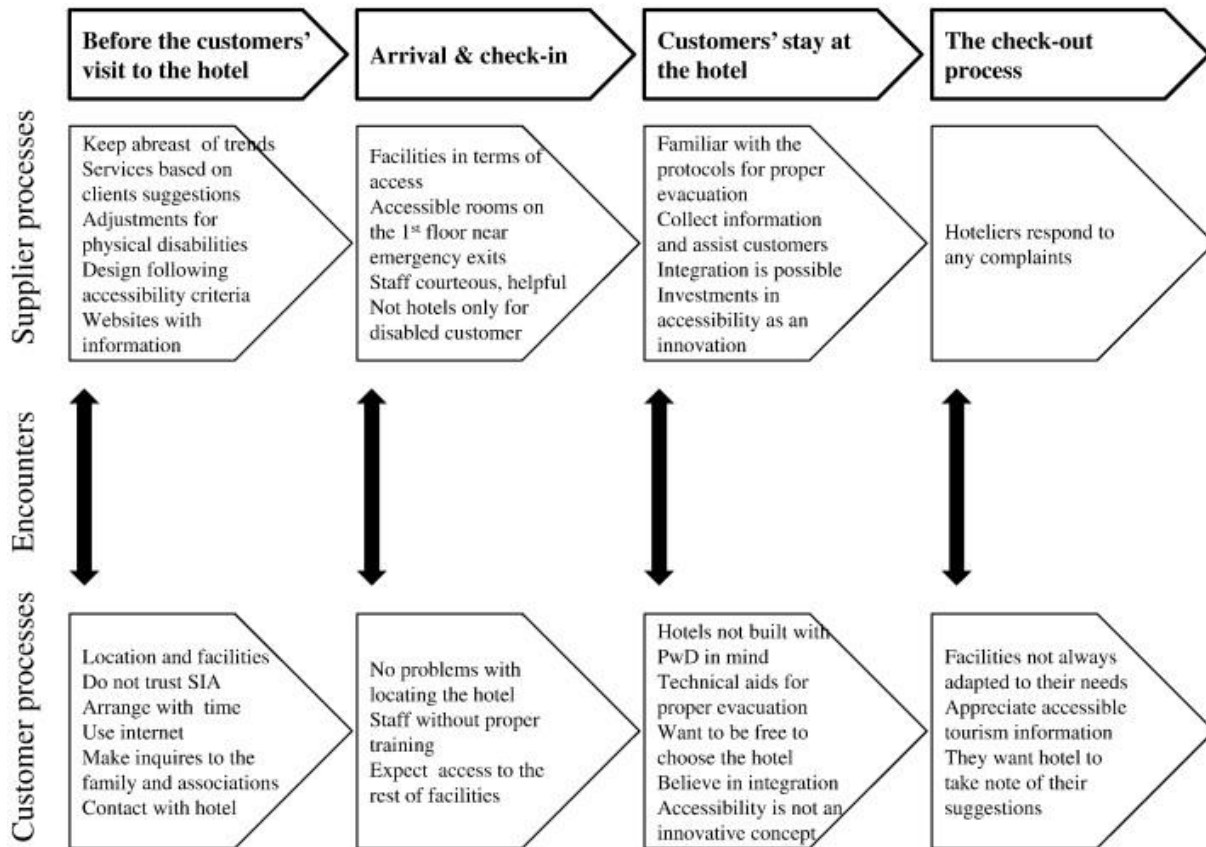 Before the customers'
visit to the hotel
Arrival & check-in
Customers' stay at
the hotel
The check-out
process
Supplier processes
Keep abreast of trends
Services based on
clients suggestions
Adjustments for
physical disabilities
Design following
accessibility criteria
Websites with
information
Facilities in terms of
access
Accessible rooms on
the 1st floor near
emergency exits
Staff courteous, helpful
Not hotels only for
disabled customer
Familiar with the
protocols for proper
evacuation
Collect information
and assist customers
Integration is possible
Investments in
accessibility as an
innovation
Hoteliers respond to
any complaints
Encounters
Customer processes
Location and facilities
Do not trust SIA
Arrange with time
Use internet
Make inquires to the
family and associations
Contact with hotel
No problems with
locating the hotel
Staff without proper
training
Expect access to the
rest of facilities
Hotels not built with
PwD in mind
Technical aids for
proper evacuation
Want to be free to
choose the hotel
Believe in integration
Accessibility is not an
innovative concept
Facilities not always
adapted to their needs
Appreciate accessible
tourism information
They want hotel to
take note of their
suggestions